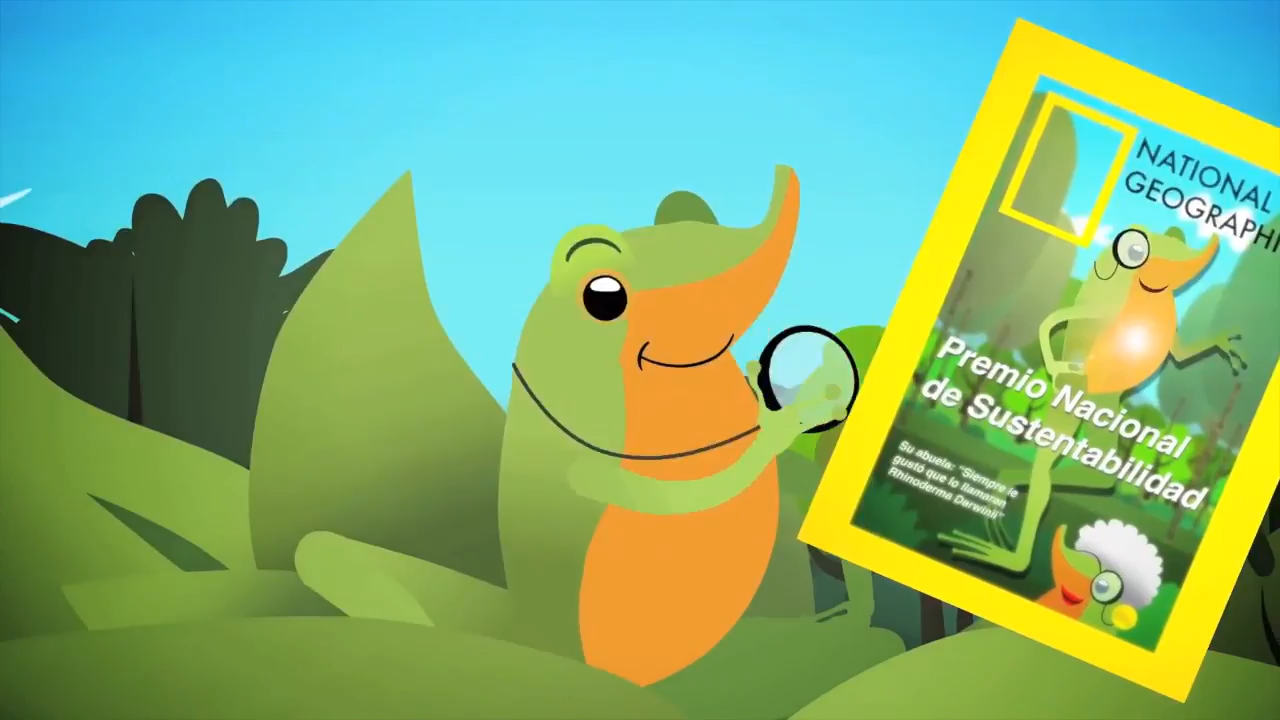 NATIONAL
GEOGRAPHI
Premio Nacional
de Sustentabilidad
Su abuela: "Siempre le
gustó que lo llamaran
Rhinoderma Darwinii"